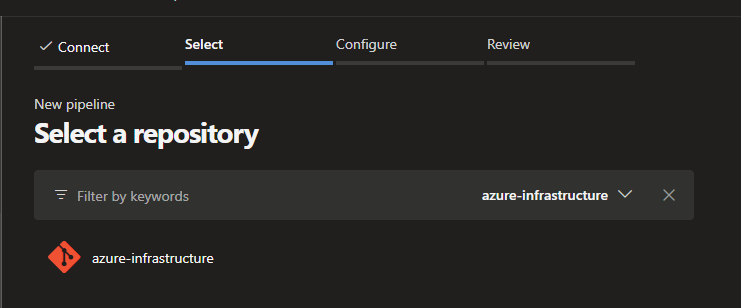 Connect Select Configure Review
New pipeline
Select a repository
Filter by keywords azure-infrastructure
azure-infrastructure